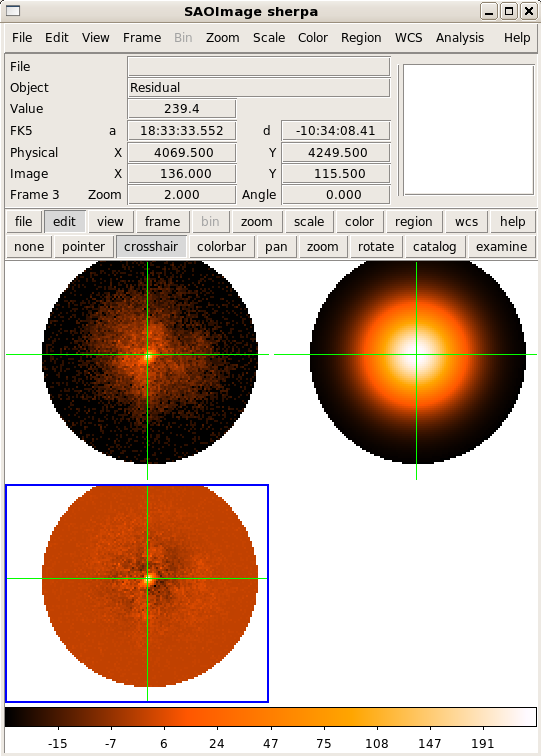 SAOImage sherpa
File Edit View Frame Bin Zoom Scale Color Region WCS Analysis Help
File
Object Residual
Value 239.4
FK5 a 18:33:33.552 d -10:34:08.41
Physical X 4069.500 Y 4249.500
Image X 136.000 Y 115.500
Frame 3 Zoom 2.000 Angle 0.000
file edit view frame bin zoom scale color region wcs help
none pointer crosshair colorbar pan zoom rotate catalog examine
-15 -7 6 24 47 75 108 147 191